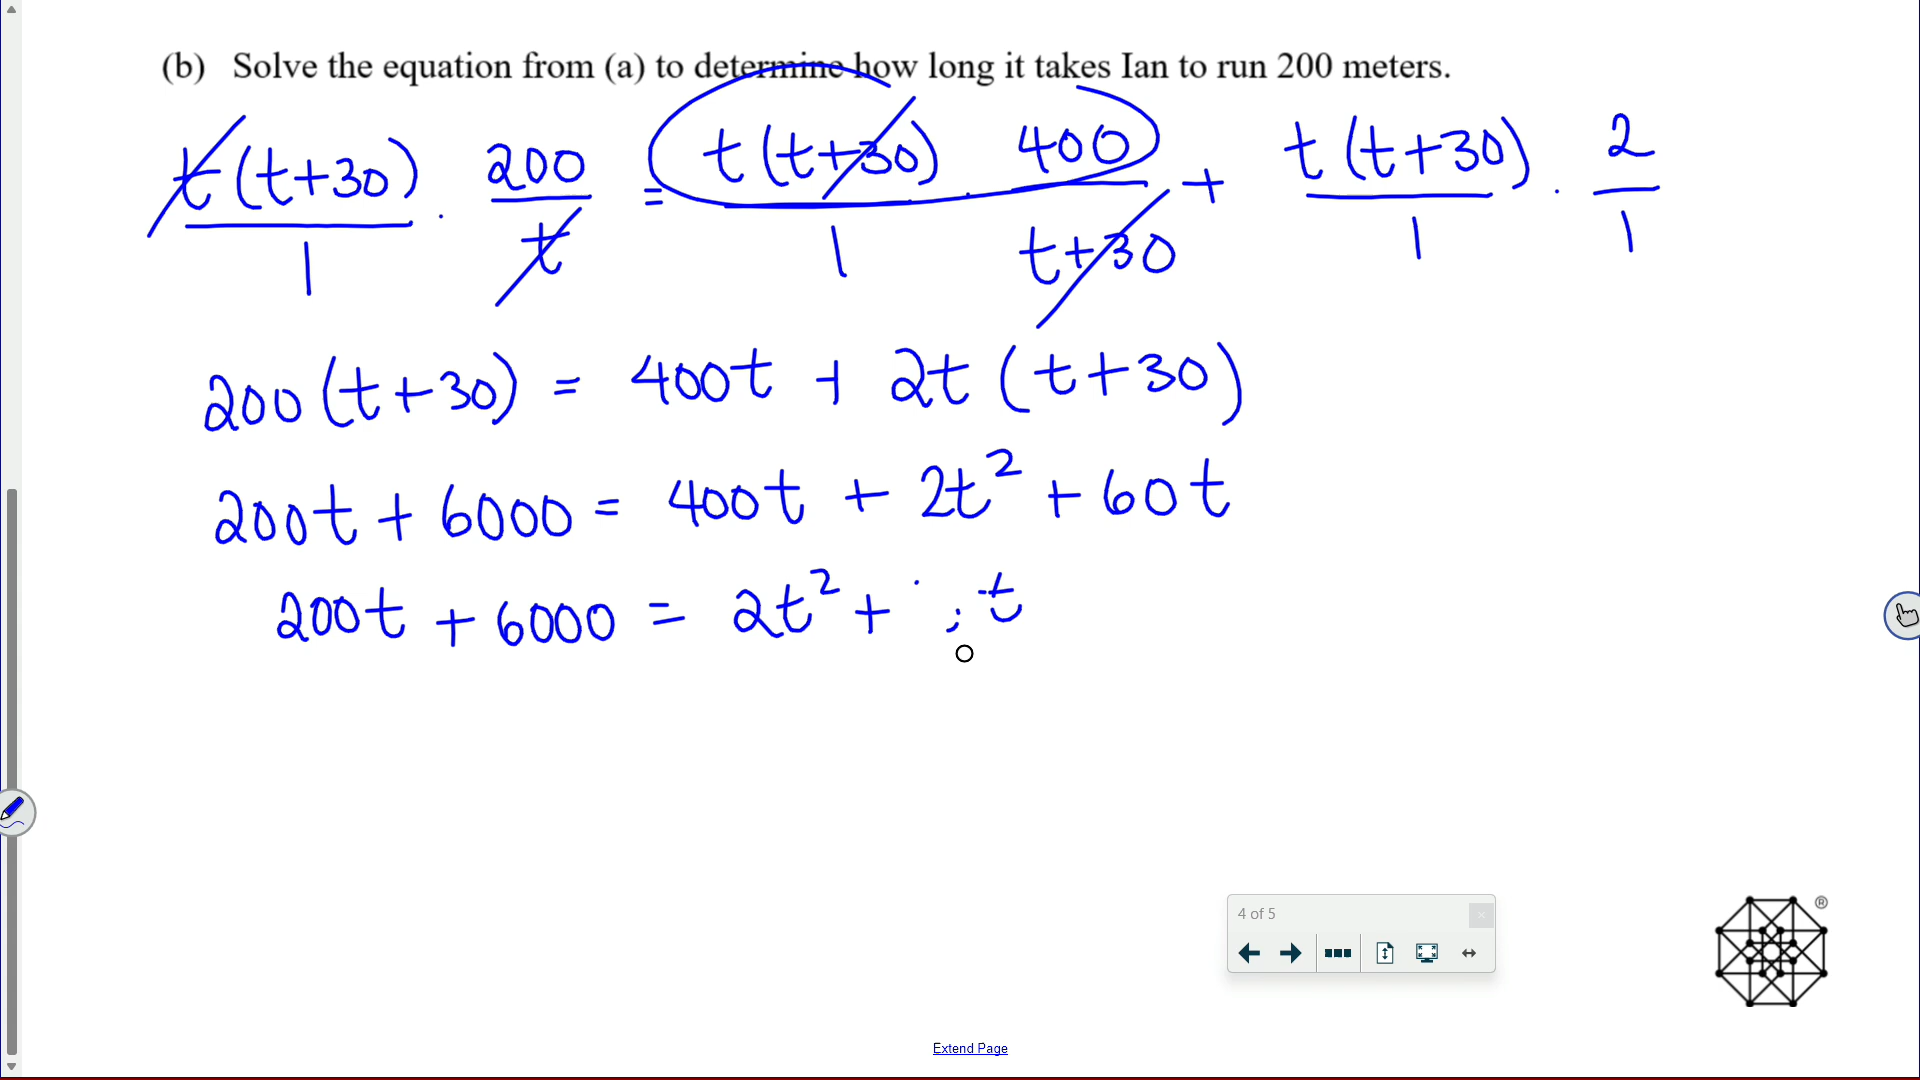 (b) Solve the equation from (a) to determine how long it takes Ian to run 200 meters.
t(t+30)/1 · 200/t = t(t+30)/1 · 400/t+30 + t(t+30)/1 · 2/1
200(t+30) = 400t + 2t(t+30)
200t + 6000 = 400t + 2t² + 60t
200t + 6000 = 2t² + t
4 of 5
®
Extend Page